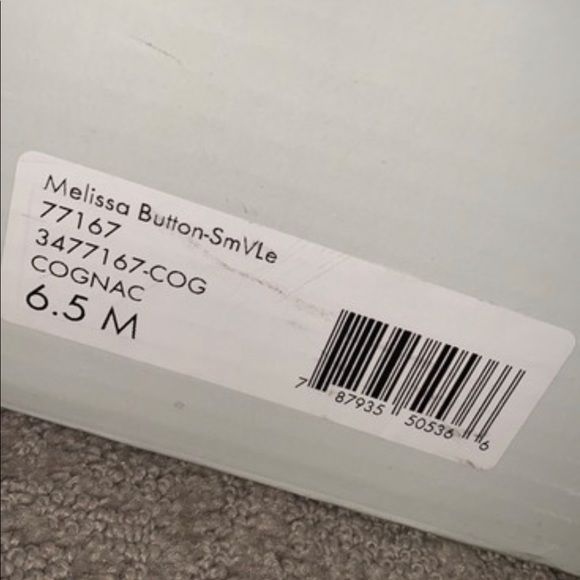 Melissa Button-SmVLe
77167
3477167-COG
COGNAC
6.5 M
7 87935 50536 6